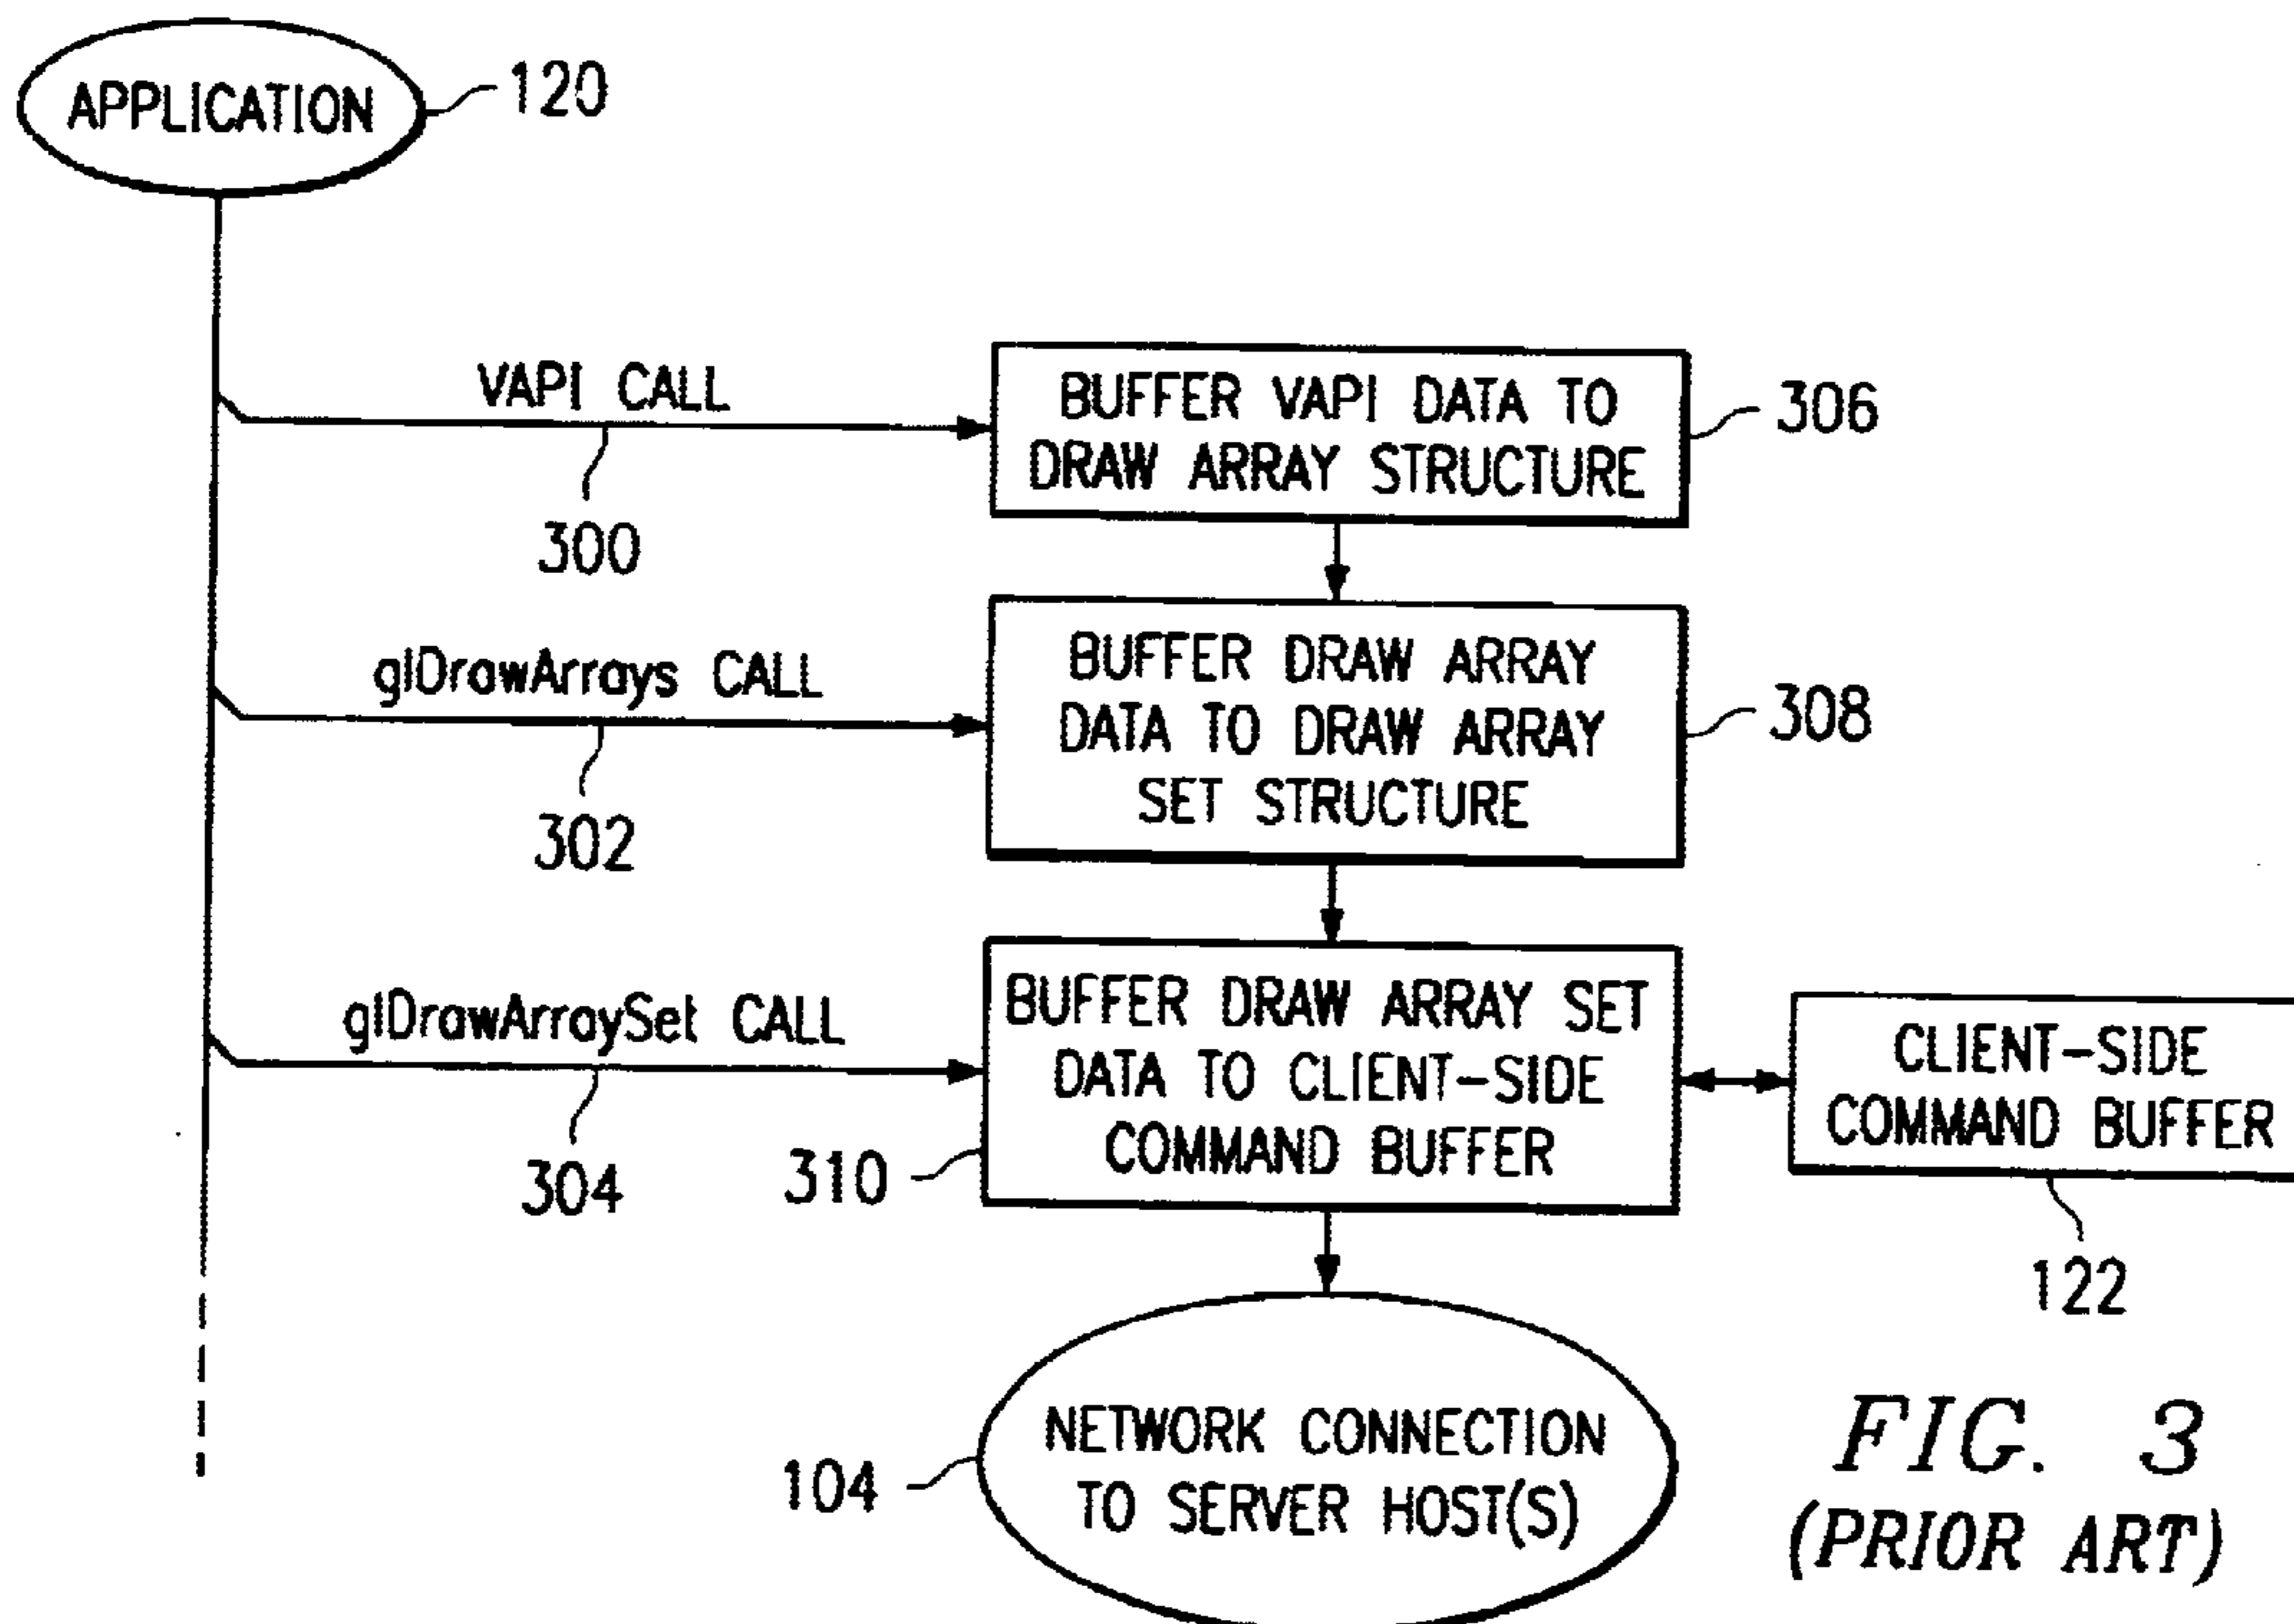 APPLICATION
120
VAPI CALL
300
BUFFER VAPI DATA TO
DRAW ARRAY STRUCTURE
306
glDrawArrays CALL
302
BUFFER DRAW ARRAY
DATA TO DRAW ARRAY
SET STRUCTURE
308
glDrawArraySet CALL
304
BUFFER DRAW ARRAY SET
DATA TO CLIENT-SIDE
COMMAND BUFFER
310
CLIENT-SIDE
COMMAND BUFFER
122
NETWORK CONNECTION
TO SERVER HOST(S)
104
FIG. 3
(PRIOR ART)